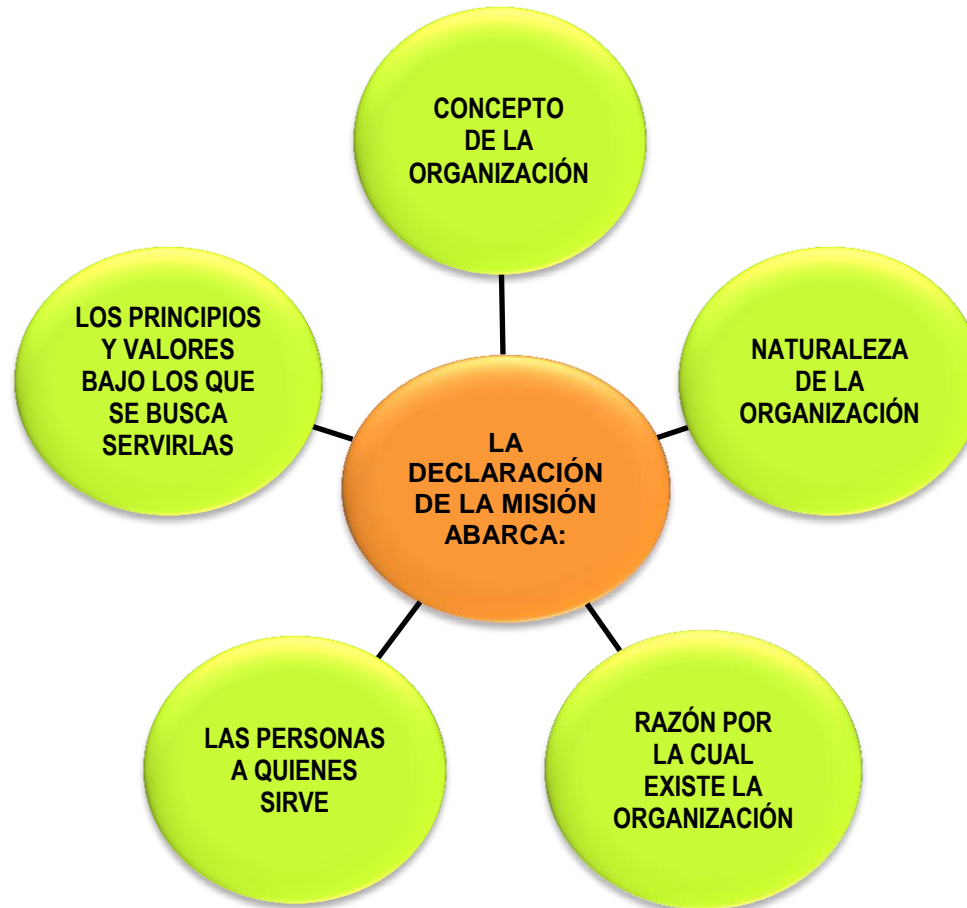 CONCEPTO
DE LA
ORGANIZACIÓN
LOS PRINCIPIOS
Y VALORES
BAJO LOS QUE
SE BUSCA
SERVIRLAS
NATURALEZA
DE LA
ORGANIZACIÓN
LA
DECLARACIÓN
DE LA MISIÓN
ABARCA:
LAS PERSONAS
A QUIENES
SIRVE
RAZÓN POR
LA CUAL
EXISTE LA
ORGANIZACIÓN